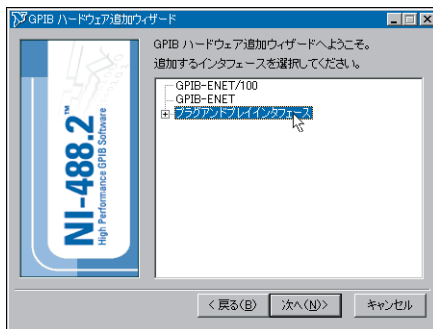 GPIB ハードウェア追加ウィザード
GPIB ハードウェア追加ウィザードへようこそ。
追加するインタフェースを選択してください。
GPIB-ENET/100
GPIB-ENET
プラグアンドプレイインタフェース
NI-488.2™
High Performance GPIB Software
< 戻る(B)
次へ(N)>
キャンセル